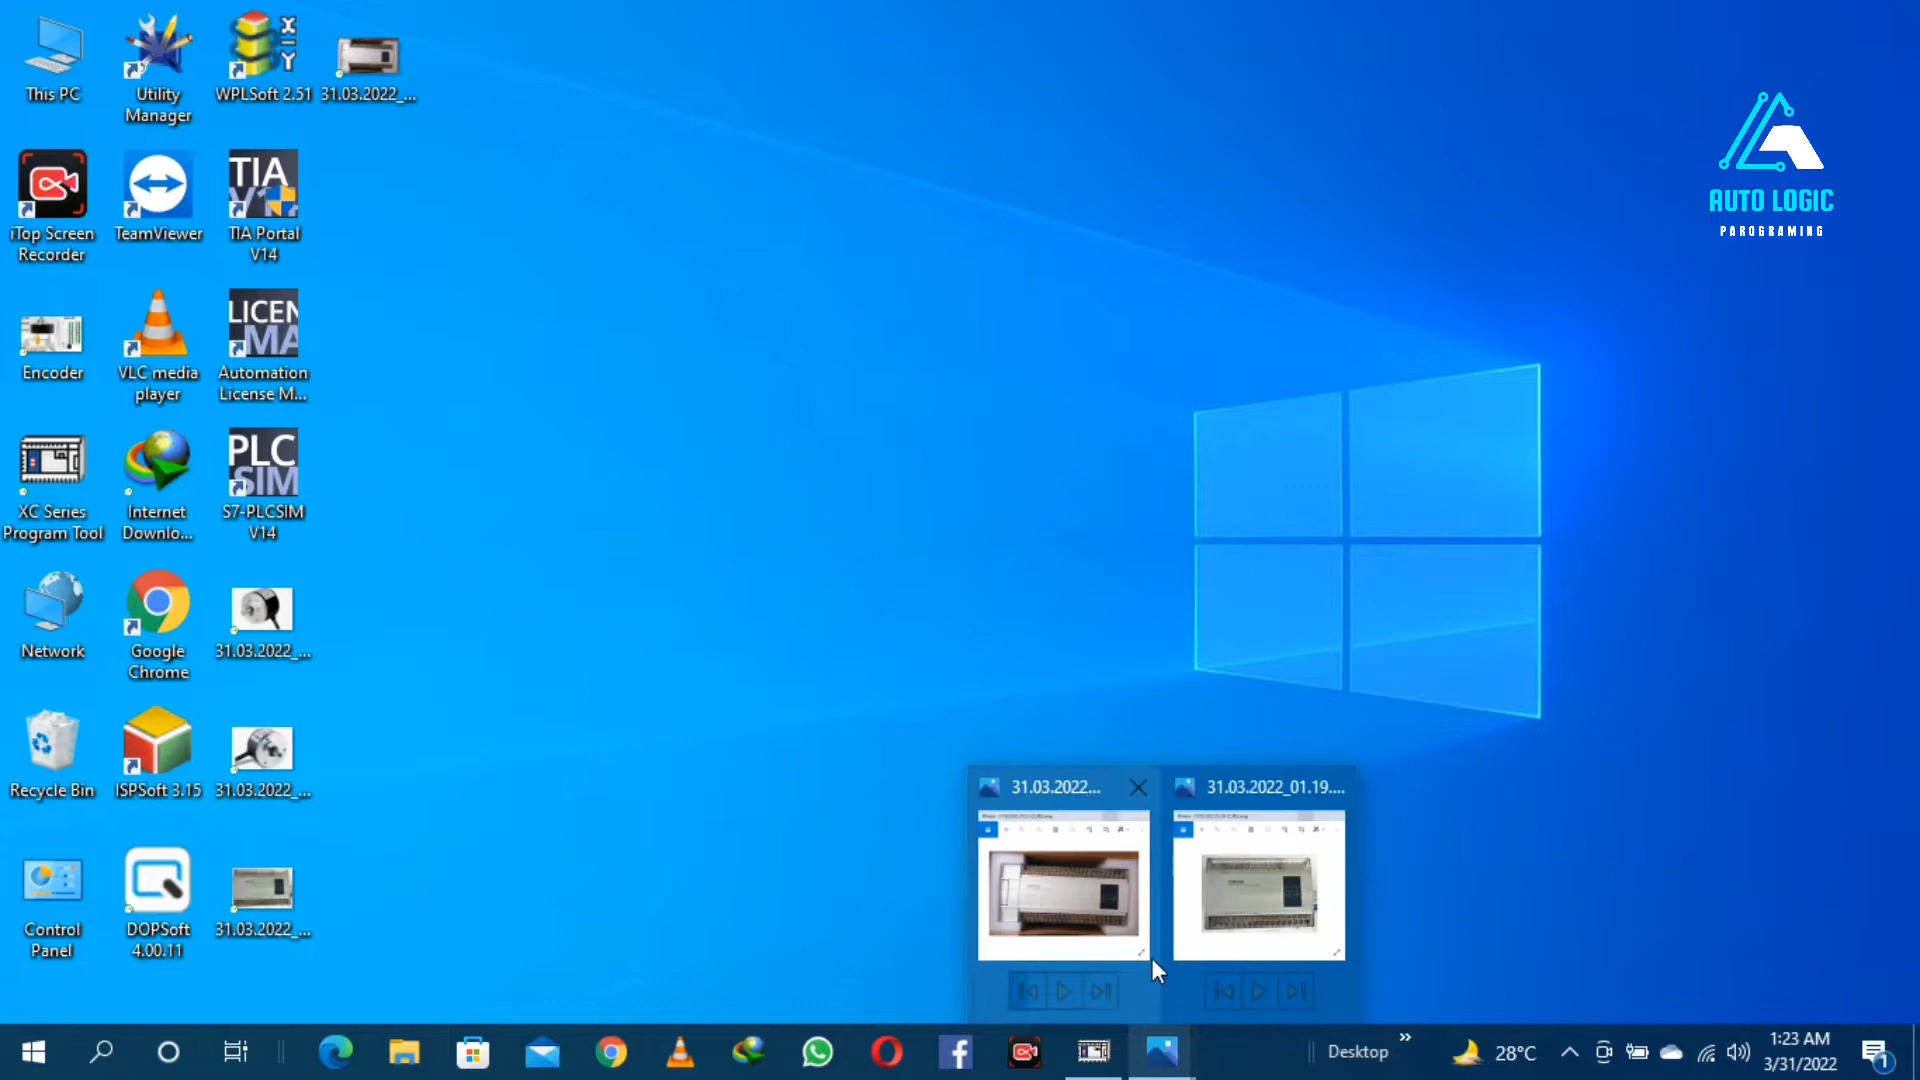 This PC
Utility
Manager
WPLSoft 2.51
31.03.2022_...
X
Y
AUTO LOGIC
PAROGRAMING
iTop Screen
Recorder
TeamViewer
TIA
V1
TIA Portal
V14
Encoder
VLC media
player
LICEN
MA
Automation
License M...
XC Series
Program Tool
Internet
Downlo...
PLC
SIM
S7-PLCSIM
V14
Network
Google
Chrome
31.03.2022_...
Recycle Bin
ISPSoft 3.15
31.03.2022_...
Control
Panel
DOPSoft
4.00.11
31.03.2022_...
31.03.2022...
31.03.2022_01.19....
Desktop
28°C
1:23 AM
3/31/2022
1